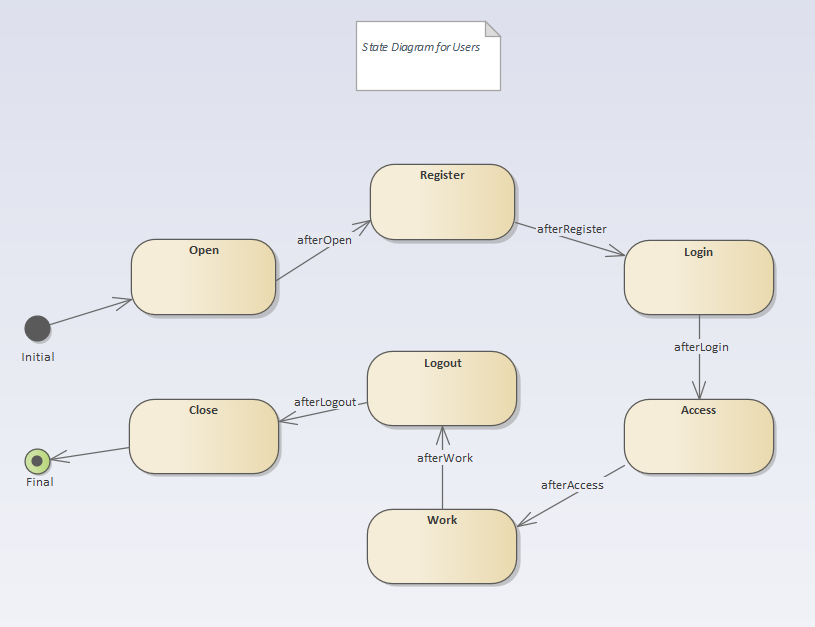 State Diagram for Users
Register
afterOpen
afterRegister
Open
Login
Initial
afterLogin
Logout
afterLogout
Close
Access
Final
afterWork
afterAccess
Work